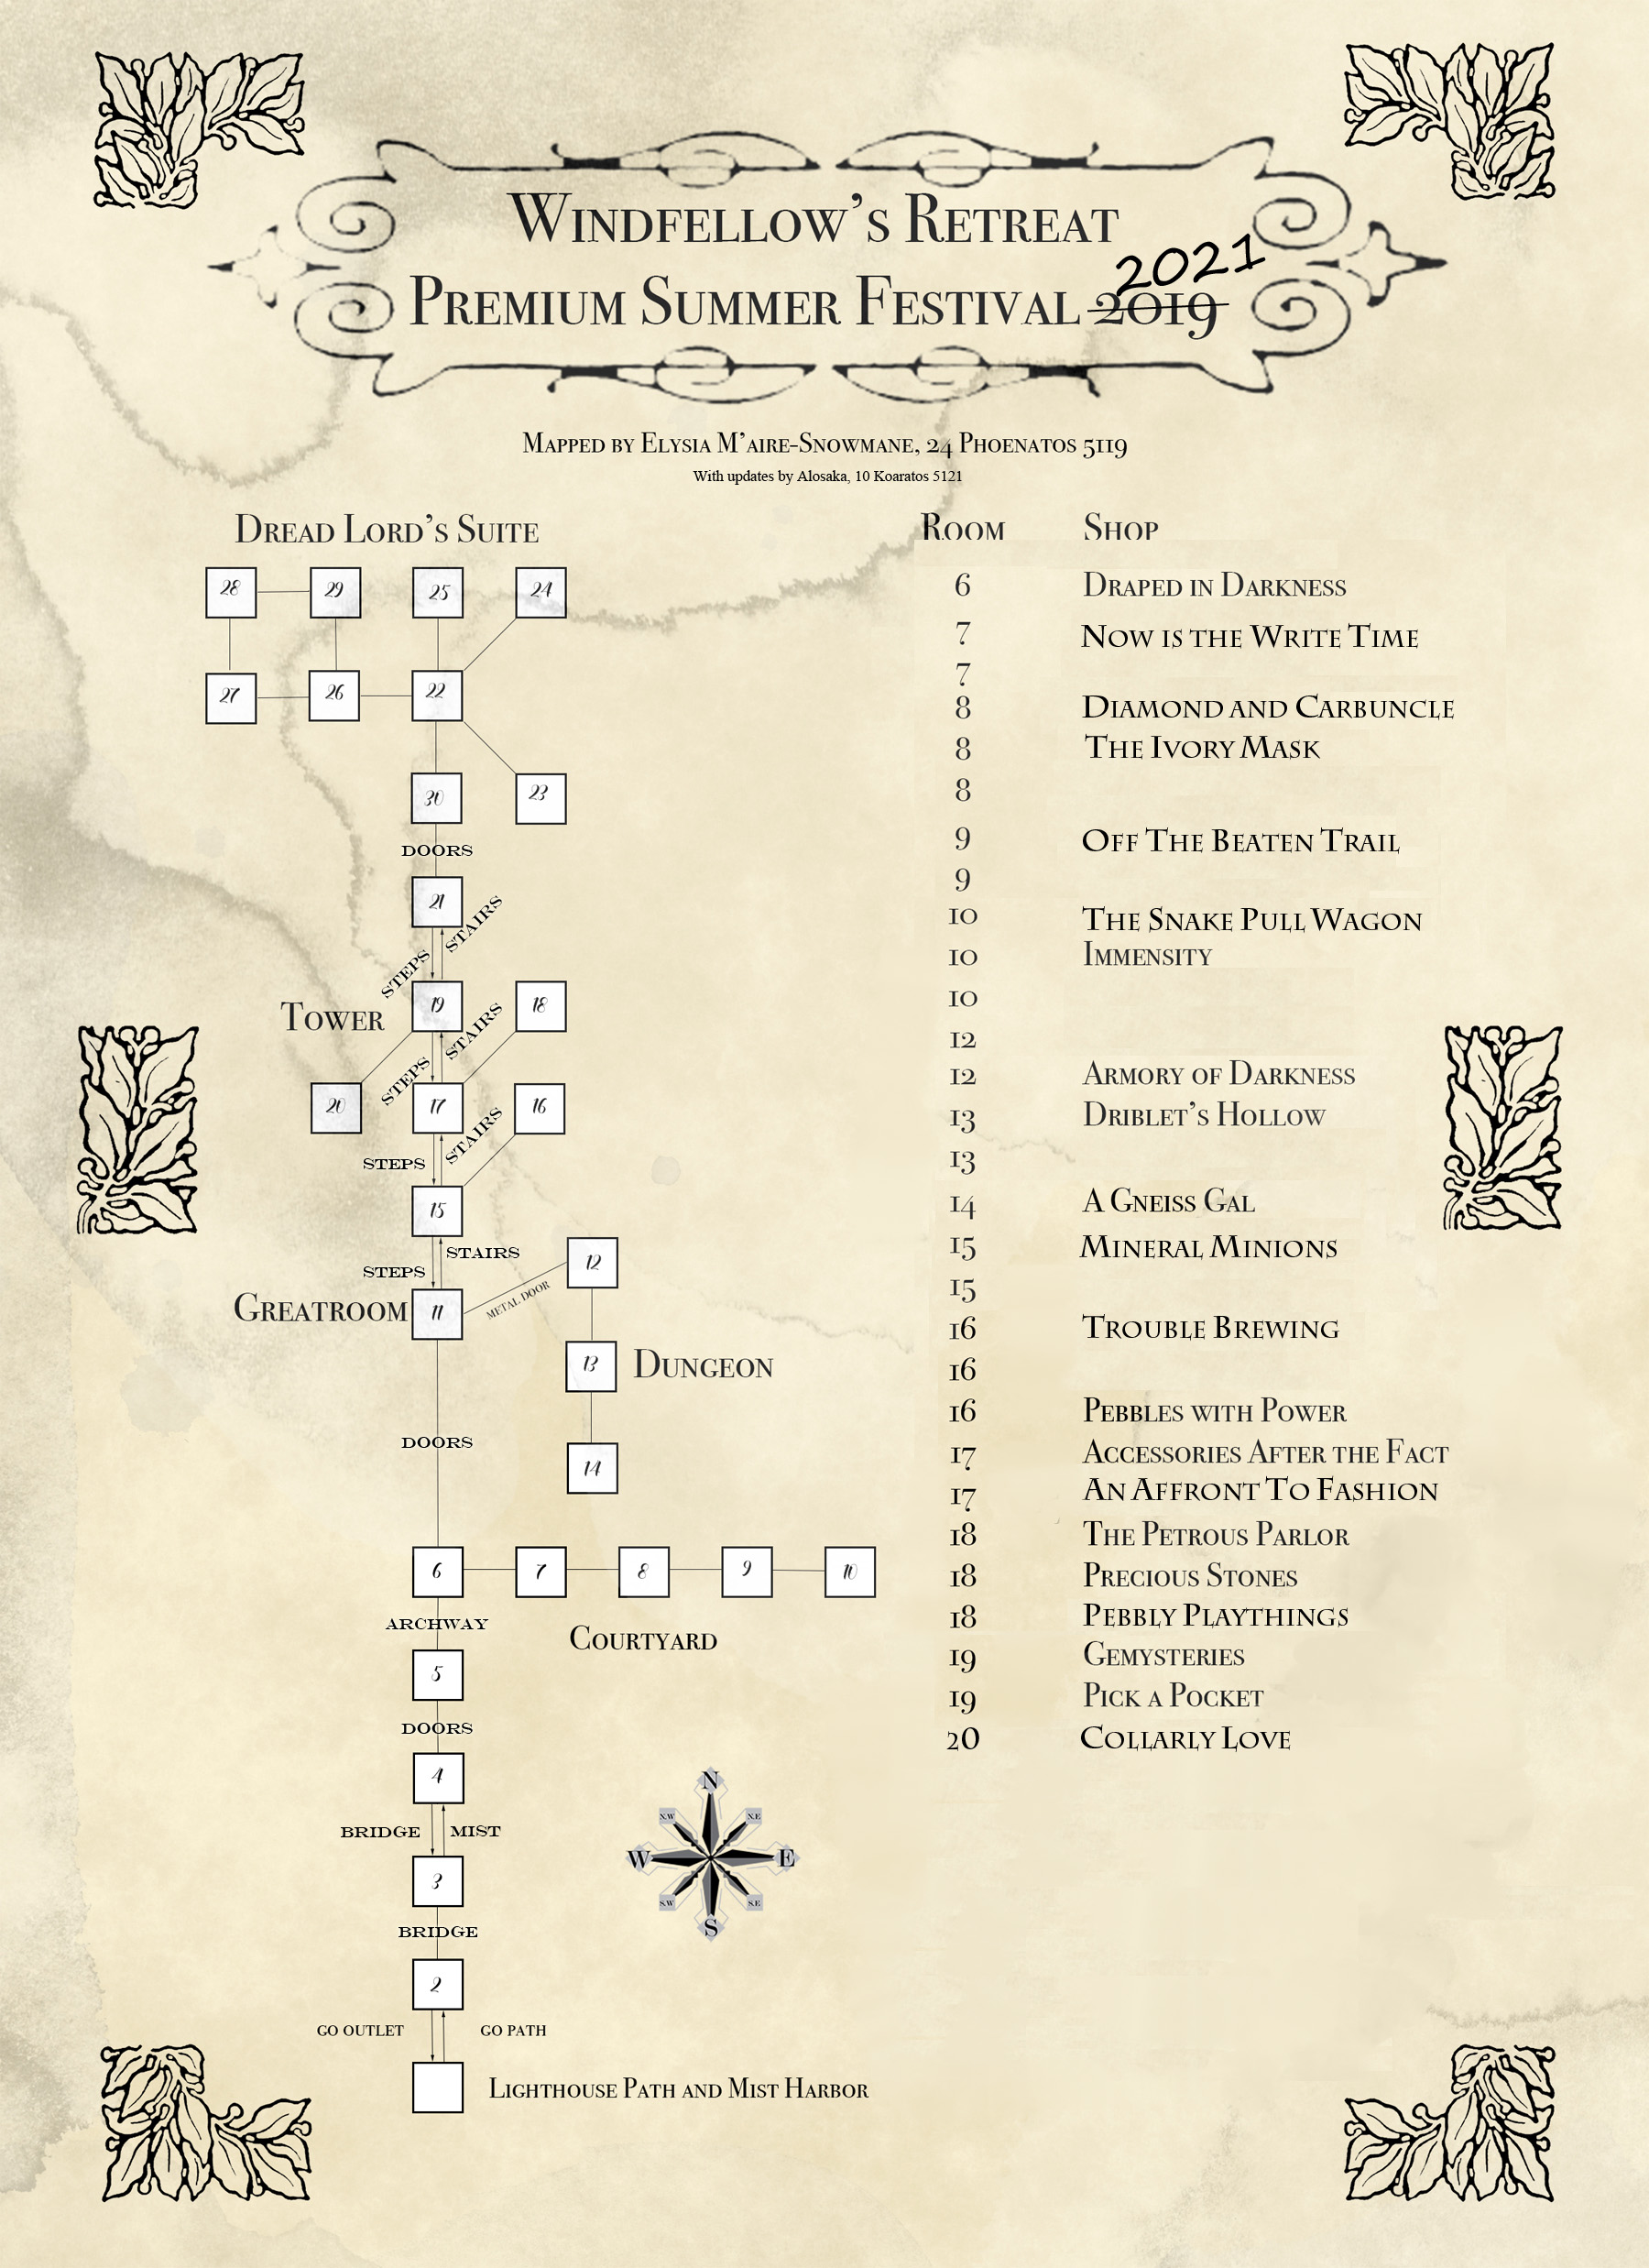 Windfellow's Retreat
2021
Premium Summer Festival 2019
Mapped by Elysia M'aire-Snowmane, 24 Phoenatos 5119
With updates by Alosaka, 10 Koaratos 5121
Dread Lord's Suite
28 29 25 24
27 26 22
30 23
DOORS
21
STAIRS
STEPS
Tower 19 18
STAIRS
STEPS
20 17 16
STAIRS
STEPS
15
STAIRS
STEPS
12
Greatroom 11
METAL DOOR
13 Dungeon
DOORS
14
6 7 8 9 10
ARCHWAY
Courtyard
5
DOORS
4
BRIDGE MIST
3
BRIDGE
2
GO OUTLET GO PATH
Lighthouse Path and Mist Harbor
N
N.W N.E
W E
S.W S.E
S
Room Shop
6 Draped in Darkness
7 Now is the Write Time
7
8 Diamond and Carbuncle
8 The Ivory Mask
8
9 Off The Beaten Trail
9
10 The Snake Pull Wagon
10 Immensity
10
12
12 Armory of Darkness
13 Driblet's Hollow
13
14 A Gneiss Gal
15 Mineral Minions
15
16 Trouble Brewing
16
16 Pebbles with Power
17 Accessories After the Fact
17 An Affront To Fashion
18 The Petrous Parlor
18 Precious Stones
18 Pebbly Playthings
19 Gemysteries
19 Pick a Pocket
20 Collarly Love